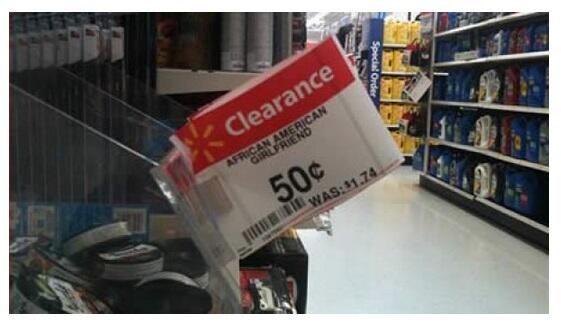 Clearance
AFRICAN AMERICAN
GIRLFRIEND
50¢
WAS:$1.74
Special Order